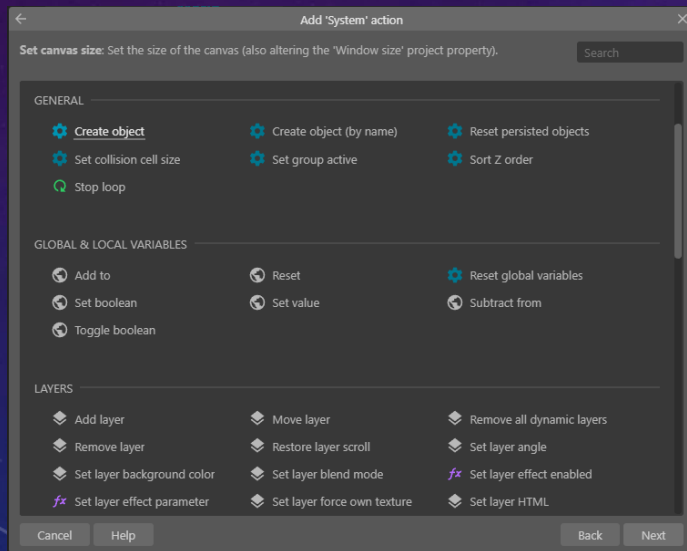 Add 'System' action
Set canvas size: Set the size of the canvas (also altering the 'Window size' project property).
Search
GENERAL
Create object
Create object (by name)
Reset persisted objects
Set collision cell size
Set group active
Sort Z order
Stop loop
GLOBAL & LOCAL VARIABLES
Add to
Reset
Reset global variables
Set boolean
Set value
Subtract from
Toggle boolean
LAYERS
Add layer
Move layer
Remove all dynamic layers
Remove layer
Restore layer scroll
Set layer angle
Set layer background color
Set layer blend mode
fx Set layer effect enabled
fx Set layer effect parameter
Set layer force own texture
Set layer HTML
Cancel
Help
Back
Next